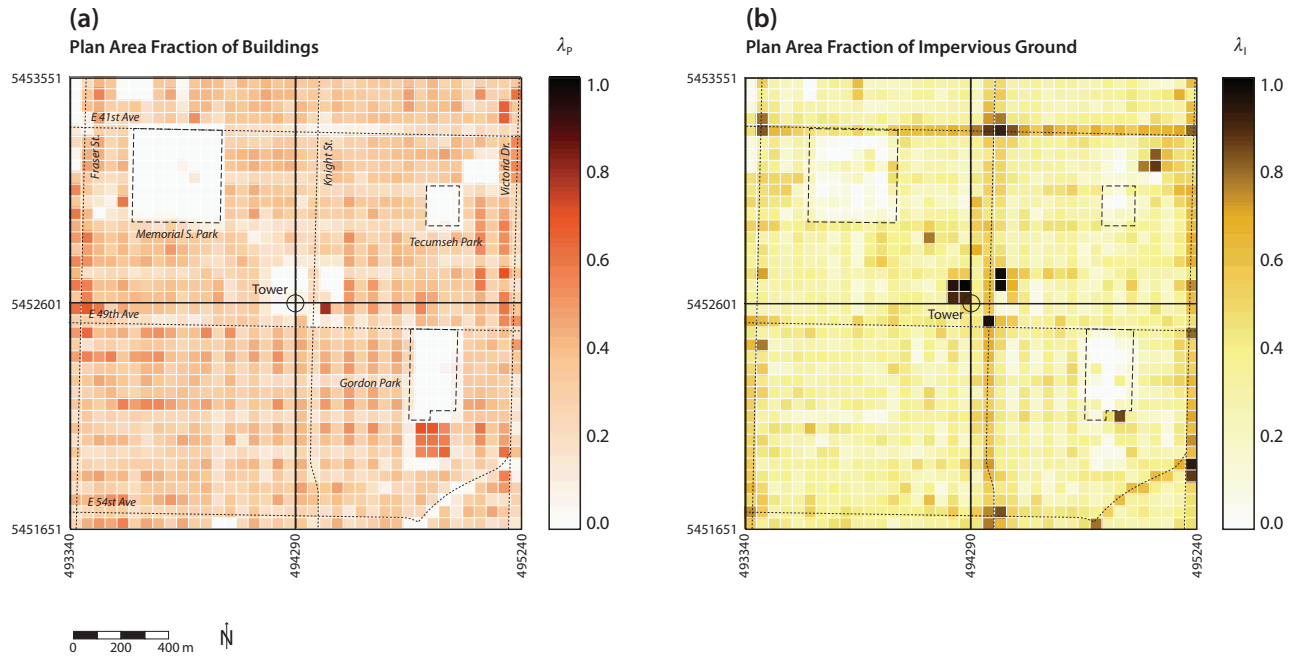 (a)
Plan Area Fraction of Buildings
λP
5453551
E 41st Ave
Fraser St.
Knight St.
Victoria Dr.
Memorial S. Park
Tecumseh Park
Tower
5452601
E 49th Ave
Gordon Park
E 54st Ave
5451651
493340
494290
495240
1.0
0.8
0.6
0.4
0.2
0.0
0 200 400 m
N
(b)
Plan Area Fraction of Impervious Ground
λI
5453551
5452601
Tower
5451651
493340
494290
495240
1.0
0.8
0.6
0.4
0.2
0.0